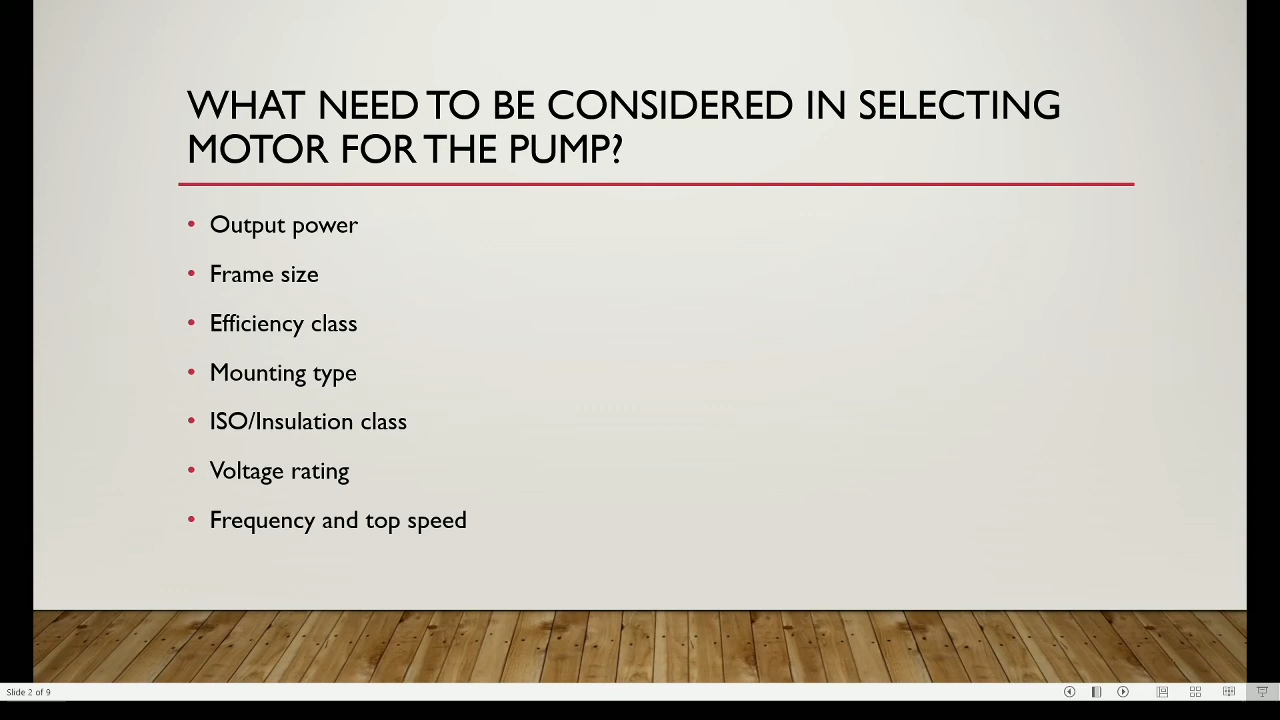 WHAT NEED TO BE CONSIDERED IN SELECTING
MOTOR FOR THE PUMP?
• Output power
• Frame size
• Efficiency class
• Mounting type
• ISO/Insulation class
• Voltage rating
• Frequency and top speed
Slide 2 of 9